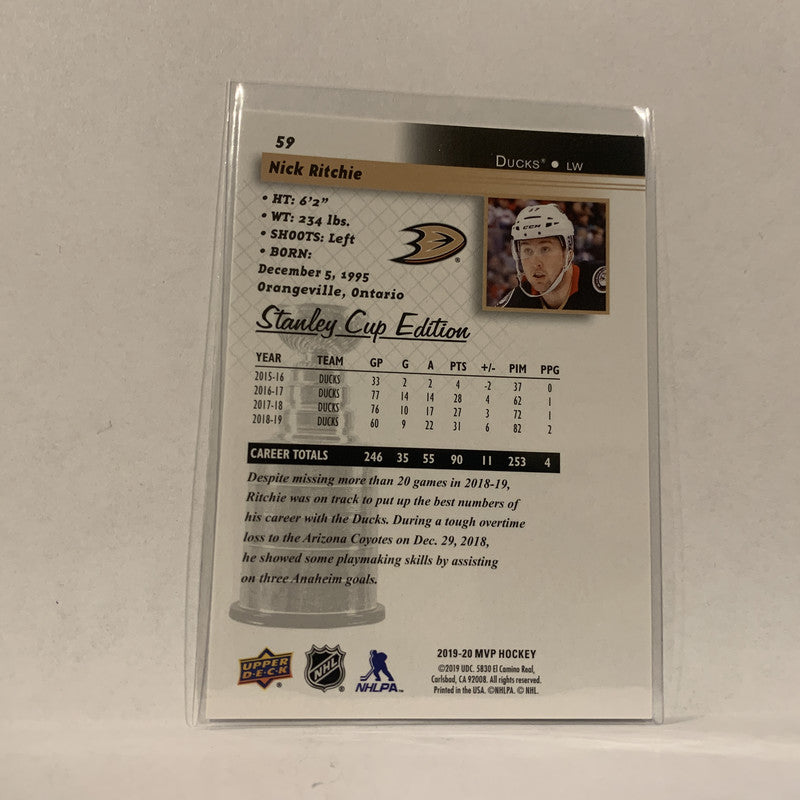 59
DUCKS® • LW
Nick Ritchie
• HT: 6'2"
• WT: 234 lbs.
• SHOOTS: Left
• BORN:
December 5, 1995
Orangeville, Ontario
CCM
Stanley Cup Edition
YEAR TEAM GP G A PTS +/- PIM PPG
2015-16 DUCKS 33 2 2 4 -2 37 0
2016-17 DUCKS 77 14 14 28 4 62 1
2017-18 DUCKS 76 10 17 27 3 72 1
2018-19 DUCKS 60 9 22 31 6 82 2
CAREER TOTALS 246 35 55 90 11 253 4
Despite missing more than 20 games in 2018-19,
Ritchie was on track to put up the best numbers of
his career with the Ducks. During a tough overtime
loss to the Arizona Coyotes on Dec. 29, 2018,
he showed some playmaking skills by assisting
on three Anaheim goals.
UPPER DECK NHL® NHLPA™
2019-20 MVP HOCKEY
©2019 UDC. 5830 El Camino Real,
Carlsbad, CA 92008. All rights reserved.
Printed in the USA. ©NHLPA. © NHL.